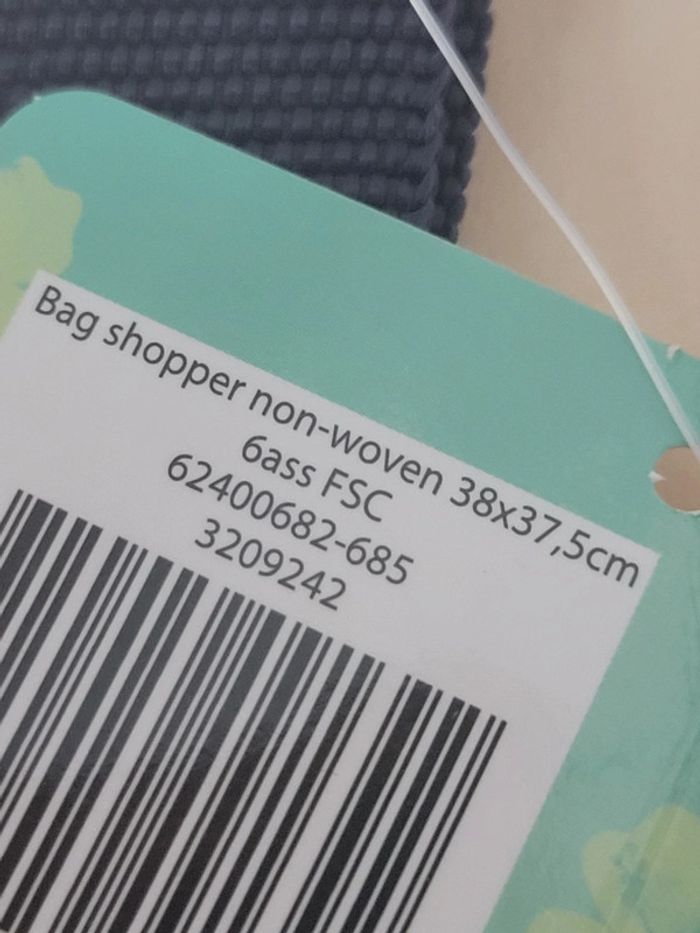 Bag shopper non-woven 38x37,5cm
6ass FSC
62400682-685
3209242